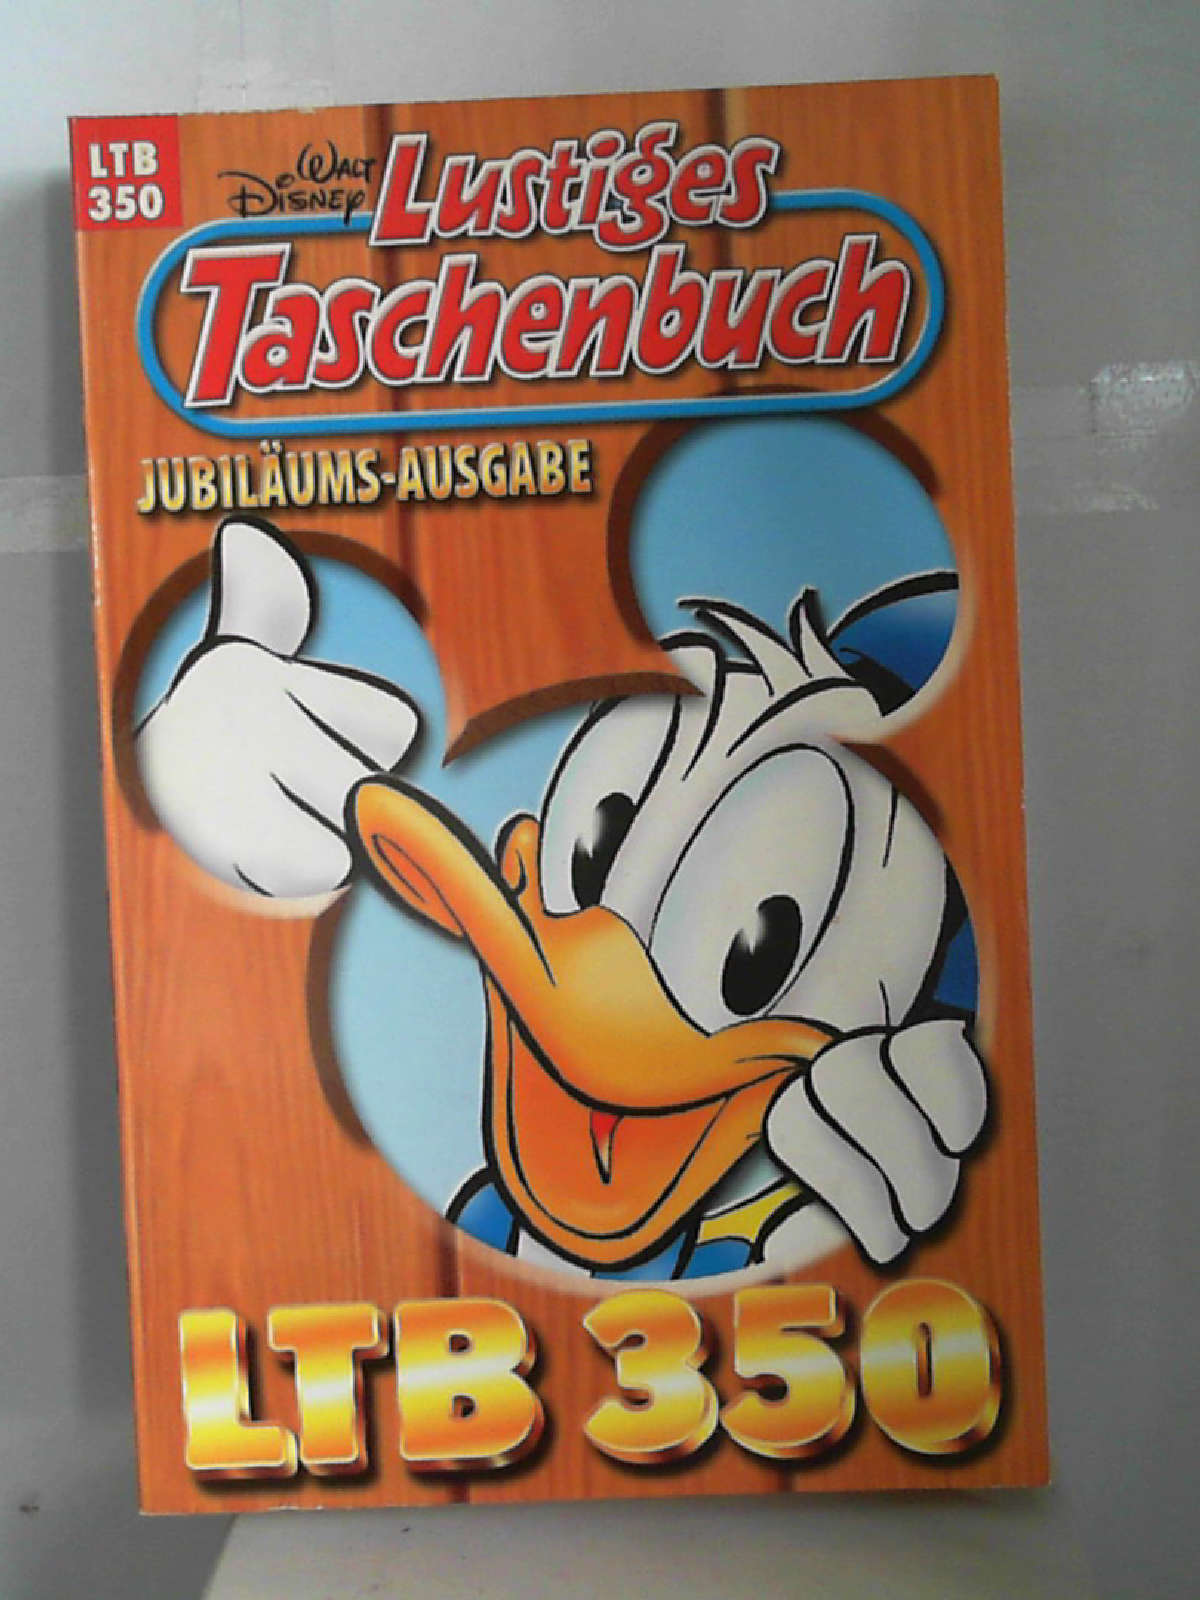 LTB
350
WALT
DISNEY
Lustiges
Taschenbuch
JUBILÄUMS-AUSGABE
LTB 350